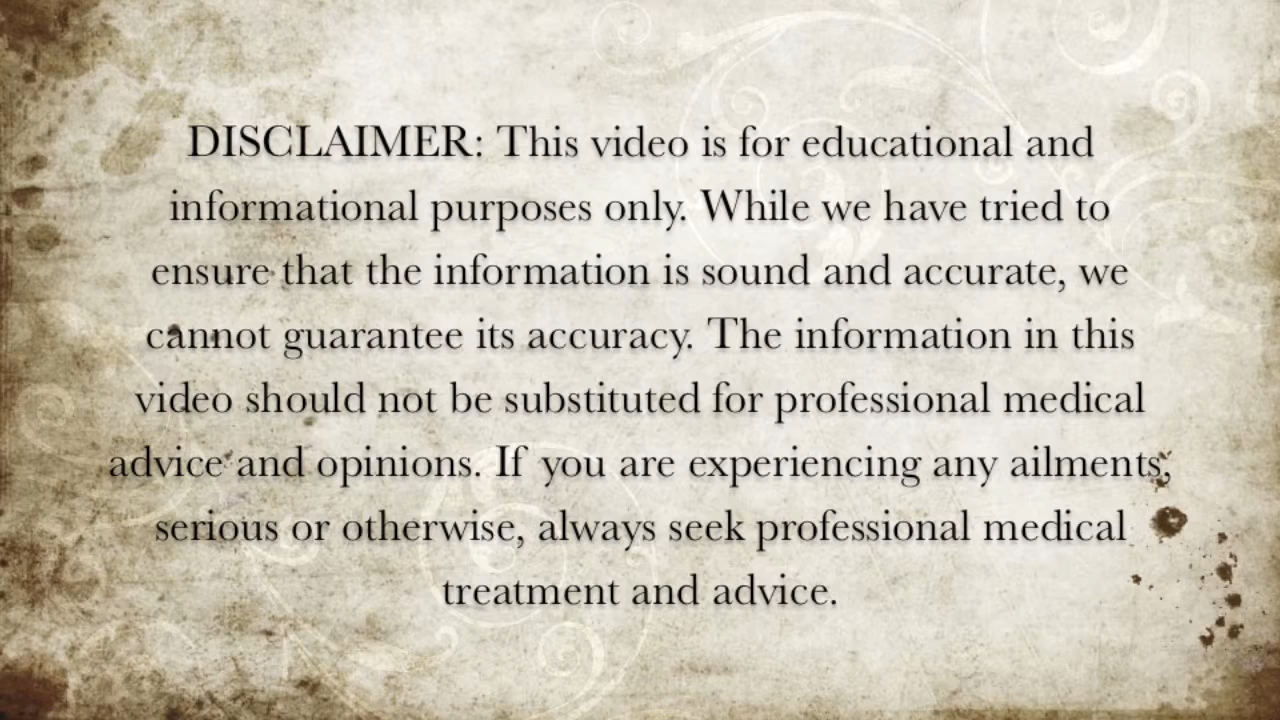 DISCLAIMER: This video is for educational and
informational purposes only. While we have tried to
ensure that the information is sound and accurate, we
cannot guarantee its accuracy. The information in this
video should not be substituted for professional medical
advice and opinions. If you are experiencing any ailments,
serious or otherwise, always seek professional medical
treatment and advice.